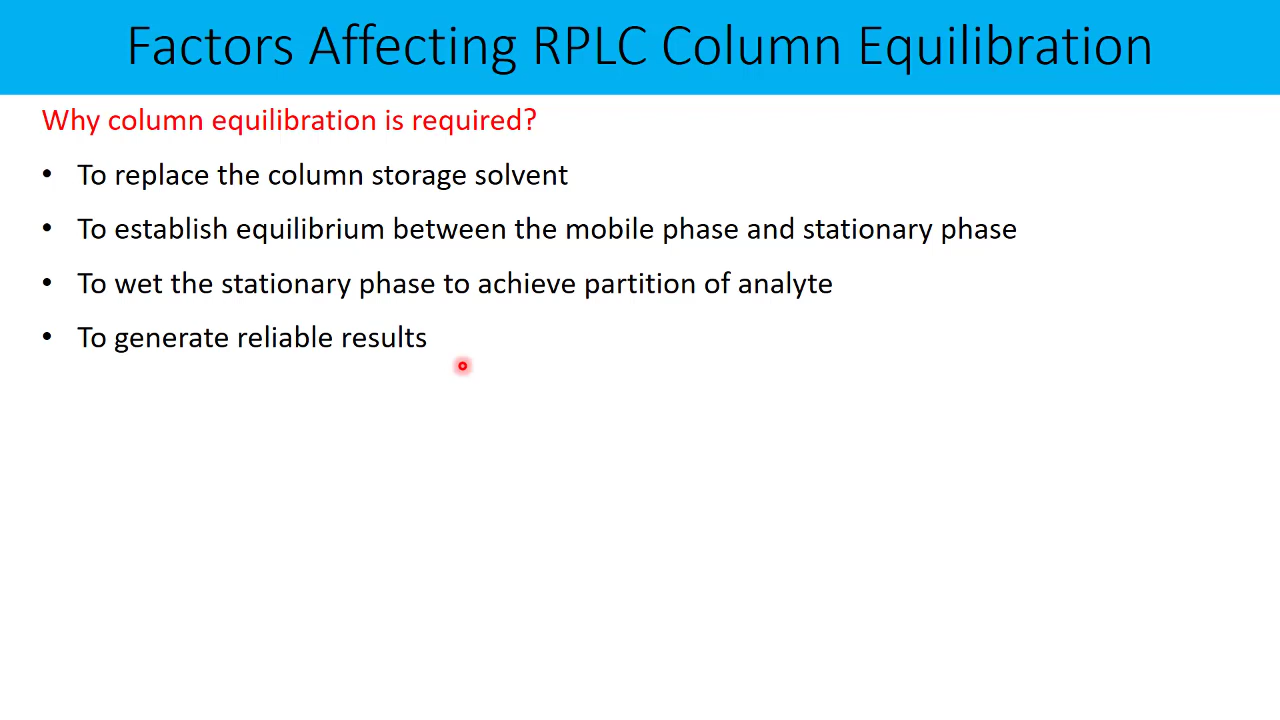 Factors Affecting RPLC Column Equilibration
Why column equilibration is required?
• To replace the column storage solvent
• To establish equilibrium between the mobile phase and stationary phase
• To wet the stationary phase to achieve partition of analyte
• To generate reliable results